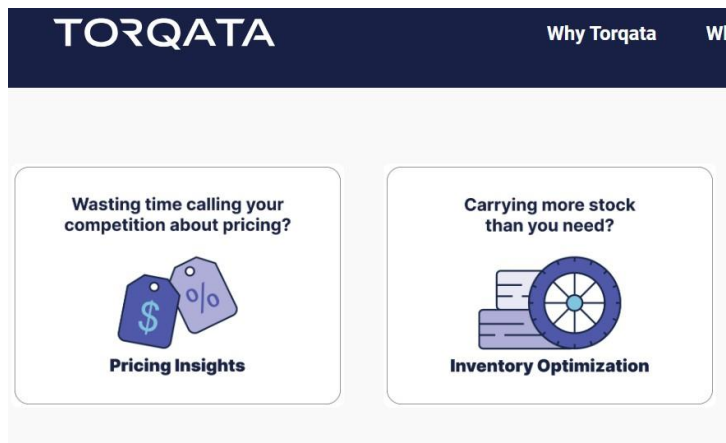 TORQATA
Why Torqata
Wasting time calling your
competition about pricing?
$
%
Pricing Insights
Carrying more stock
than you need?
Inventory Optimization